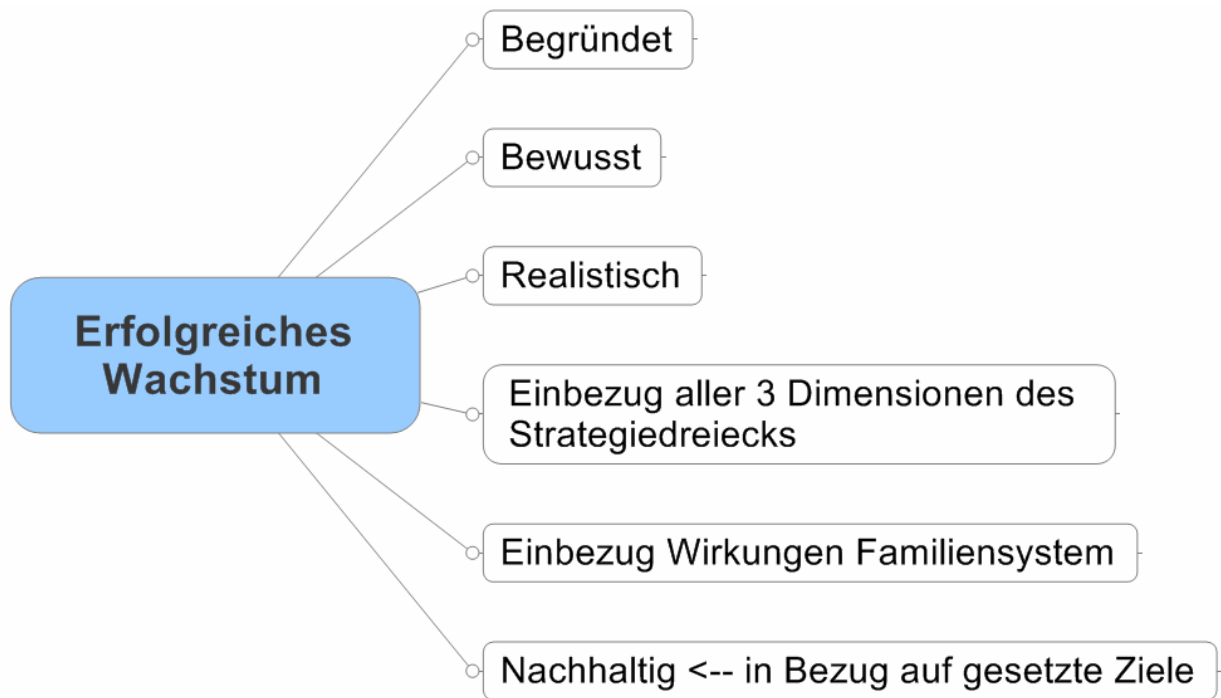 Begründet
Bewusst
Realistisch
Erfolgreiches
Wachstum
Einbezug aller 3 Dimensionen des
Strategiedreiecks
Einbezug Wirkungen Familiensystem
Nachhaltig <-- in Bezug auf gesetzte Ziele